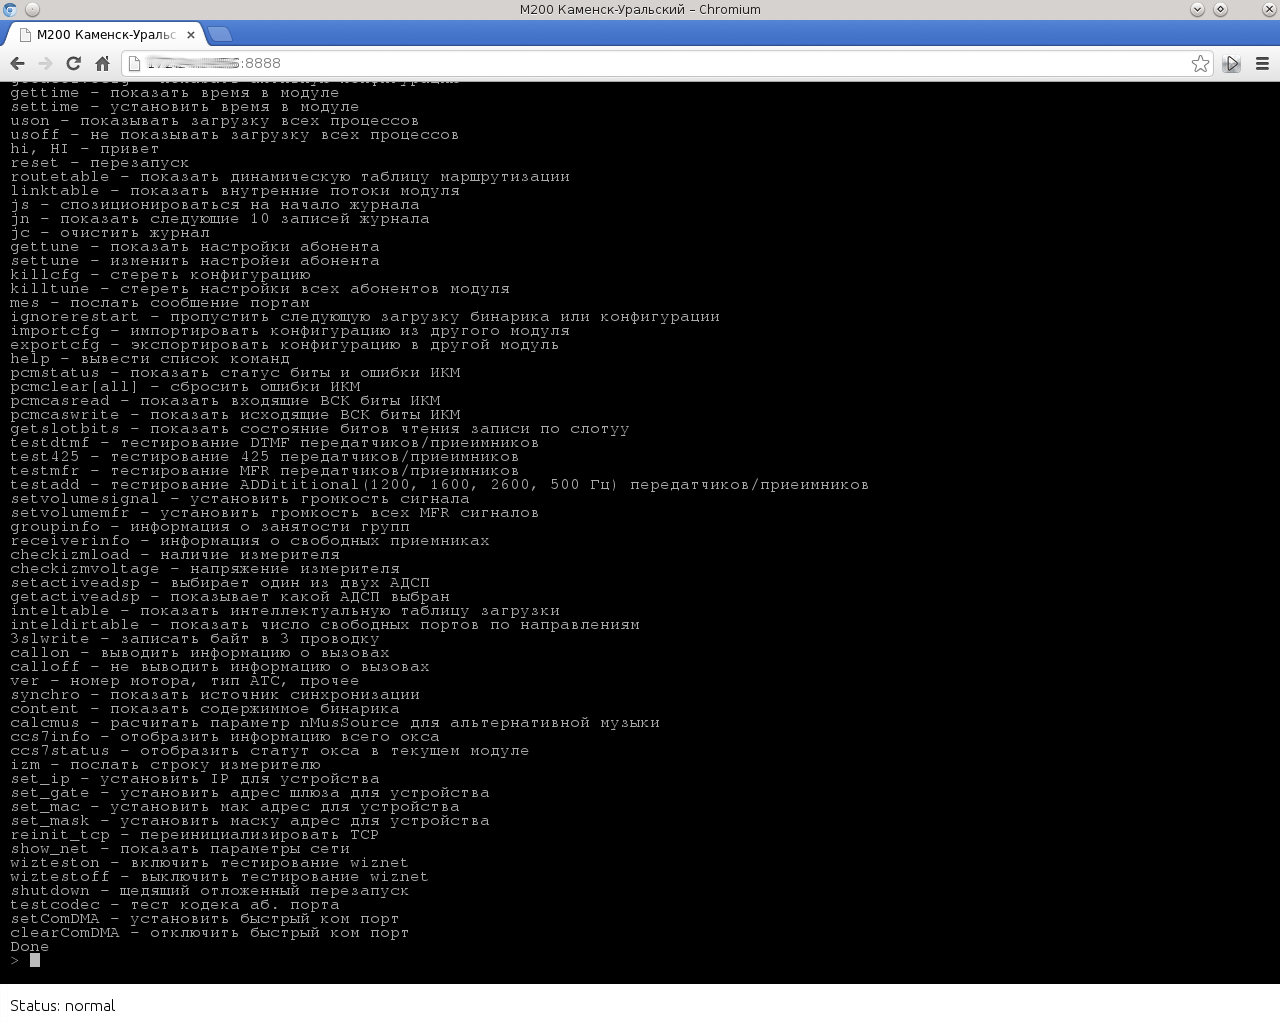 М200 Каменск-Уральский – Chromium
М200 Каменск-Уральс
:8888
gettime - показать время в модуле
settime - установить время в модуле
uson - показывать загрузку всех процессов
usoff - не показывать загрузку всех процессов
hi, HI - привет
reset - перезапуск
routetable - показать динамическую таблицу маршрутизации
linktable - показать внутренние потоки модуля
js - спозиционироваться на начало журнала
jn - показать следующие 10 записей журнала
jc - очистить журнал
gettune - показать настройки абонента
settune - изменить настройеи абонента
killcfg - стереть конфигурацию
killtune - стереть настройки всех абонентов модуля
mes - послать сообшение портам
ignorerestart - пропустить следующую загрузку бинарика или конфигурации
importcfg - импортировать конфигурацию из другого модуля
exportcfg - экспортировать конфигурацию в другой модуль
help - вывести список команд
pcmstatus - показать статус биты и ошибки ИКМ
pcmclear[all] - сбросить ошибки ИКМ
pcmcasread - показать входящие ВСК биты ИКМ
pcmcaswrite - показать исходящие ВСК биты ИКМ
getslotbits - показать состояние битов чтения записи по слотуу
testdtmf - тестирование DTMF передатчиков/приеимников
test425 - тестирование 425 передатчиков/приеимников
testmfr - тестирование MFR передатчиков/приеимников
testadd - тестирование ADDititional(1200, 1600, 2600, 500 Гц) передатчиков/приеимников
setvolumesignal - установить громкость сигнала
setvolumemfr - установить громкость всех MFR сигналов
groupinfo - информация о занятости групп
receiverinfo - информация о свободных приемниках
checkizmload - наличие измерителя
checkizmvoltage - напряжение измерителя
setactiveadsp - выбирает один из двух АДСП
getactiveadsp - показывает какой АДСП выбран
inteltable - показать интеллектуальную таблицу загрузки
inteldirtable - показать число свободных портов по направлениям
3slwrite - записать байт в 3 проводку
callon - выводить информацию о вызовах
calloff - не выводить информацию о вызовах
ver - номер мотора, тип АТС, прочее
synchro - показать источник синхронизации
content - показать содержимое бинарика
calcmus - расчитать параметр nMusSource для альтернативной музыки
ccs7info - отобразить информацию всего окса
ccs7status - отобразить статут окса в текущем модуле
izm - послать строку измерителю
set_ip - установить IP для устройства
set_gate - установить адрес шлюза для устройства
set_mac - установить мак адрес для устройства
set_mask - установить маску адрес для устройства
reinit_tcp - переинициализировать TCP
show_net - показать параметры сети
wizteston - включить тестирование wiznet
wiztestoff - выключить тестирование wiznet
shutdown - щедящий отложенный перезапуск
testcodec - тест кодека аб. порта
setComDMA - установить быстрый ком порт
clearComDMA - отключить быстрый ком порт
Done
>
Status: normal